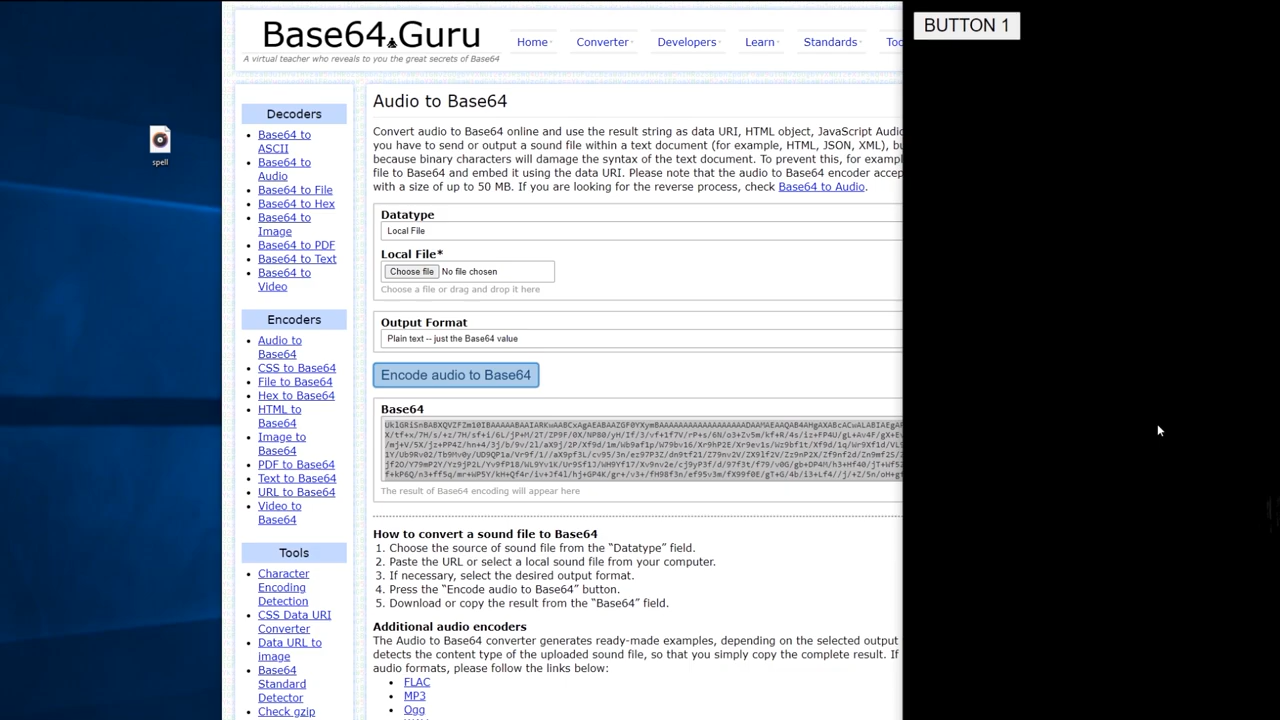 spell
Base64.Guru
A virtual teacher who reveals to you the great secrets of Base64
Home
Converter
Developers
Learn
Standards
BUTTON 1
Decoders
Base64 to
ASCII
Base64 to
Audio
Base64 to File
Base64 to Hex
Base64 to
Image
Base64 to PDF
Base64 to Text
Base64 to
Video
Encoders
Audio to
Base64
CSS to Base64
File to Base64
Hex to Base64
HTML to
Base64
Image to
Base64
PDF to Base64
Text to Base64
URL to Base64
Video to
Base64
Tools
Character
Encoding
Detection
CSS Data URI
Converter
Data URL to
image
Base64
Standard
Detector
Check gzip
Audio to Base64
Convert audio to Base64 online and use the result string as data URI, HTML object, JavaScript
you have to send or output a sound file within a text document (for example, HTML, JSON, XML),
because binary characters will damage the syntax of the text document. To prevent this, for
file to Base64 and embed it using the data URI. Please note that the audio to Base64 encoder
with a size of up to 50 MB. If you are looking for the reverse process, check Base64 to Audio.
Datatype
Local File
Local File*
Choose file No file chosen
Choose a file or drag and drop it here
Output Format
Plain text -- just the Base64 value
Encode audio to Base64
Base64
The result of Base64 encoding will appear here
How to convert a sound file to Base64
1. Choose the source of sound file from the “Datatype” field.
2. Paste the URL or select a local sound file from your computer.
3. If necessary, select the desired output format.
4. Press the “Encode audio to Base64” button.
5. Download or copy the result from the “Base64” field.
Additional audio encoders
The Audio to Base64 converter generates ready-made examples, depending on the selected output
detects the content type of the uploaded sound file, so that you simply copy the complete result. If
audio formats, please follow the links below:
FLAC
MP3
Ogg